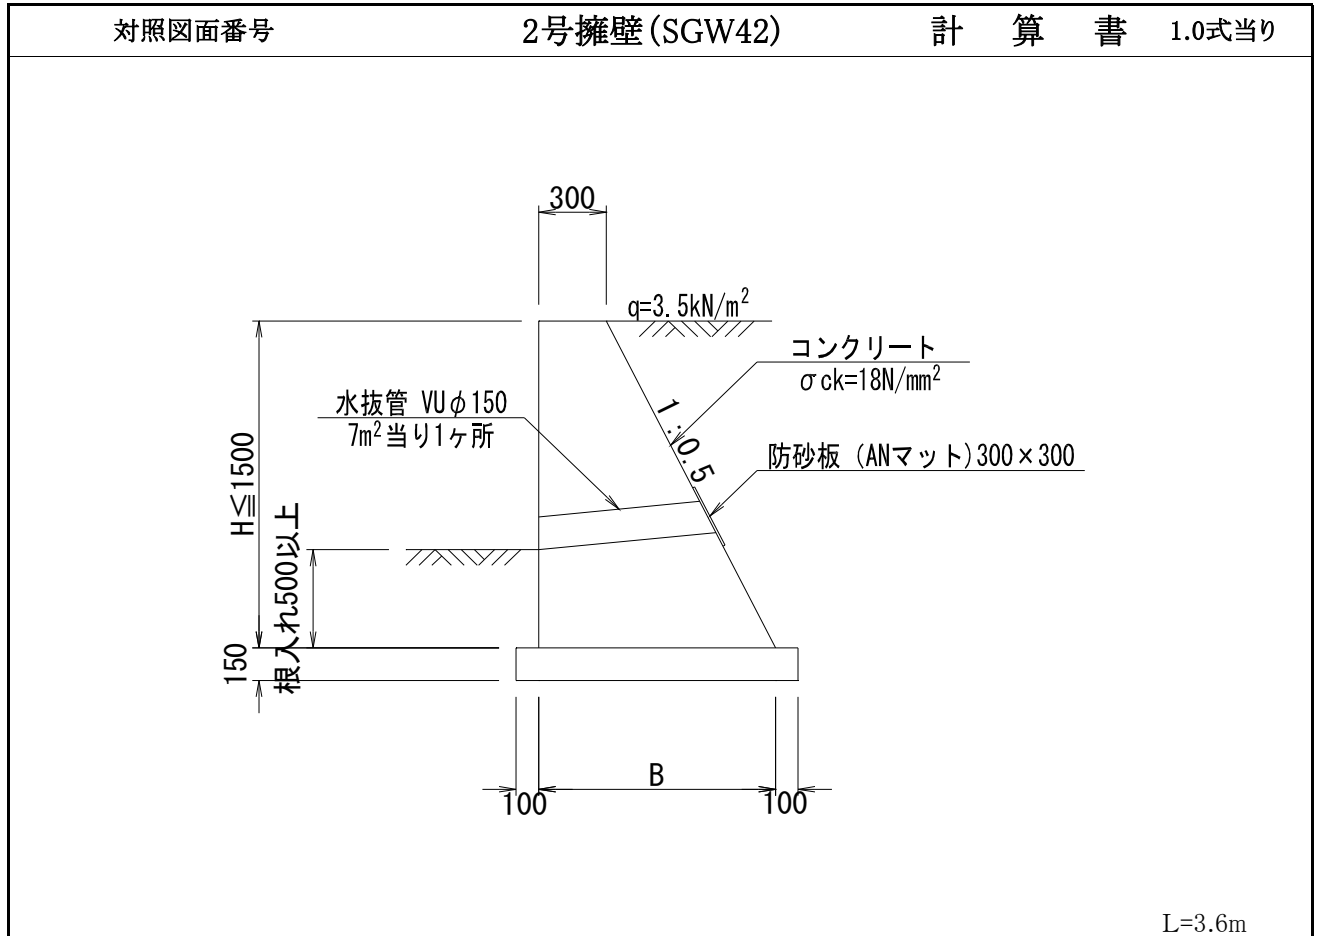 対照図面番号 2号擁壁(SGW42) 計 算 書 1.0式当り
300
q=3.5kN/m²
コンクリート
σck=18N/mm²
水抜管 VUφ150
7m²当り1ヶ所
1:0.5
防砂板 (ANマット)300×300
H≦1500
根入れ500以上
150
B
100
100
L=3.6m